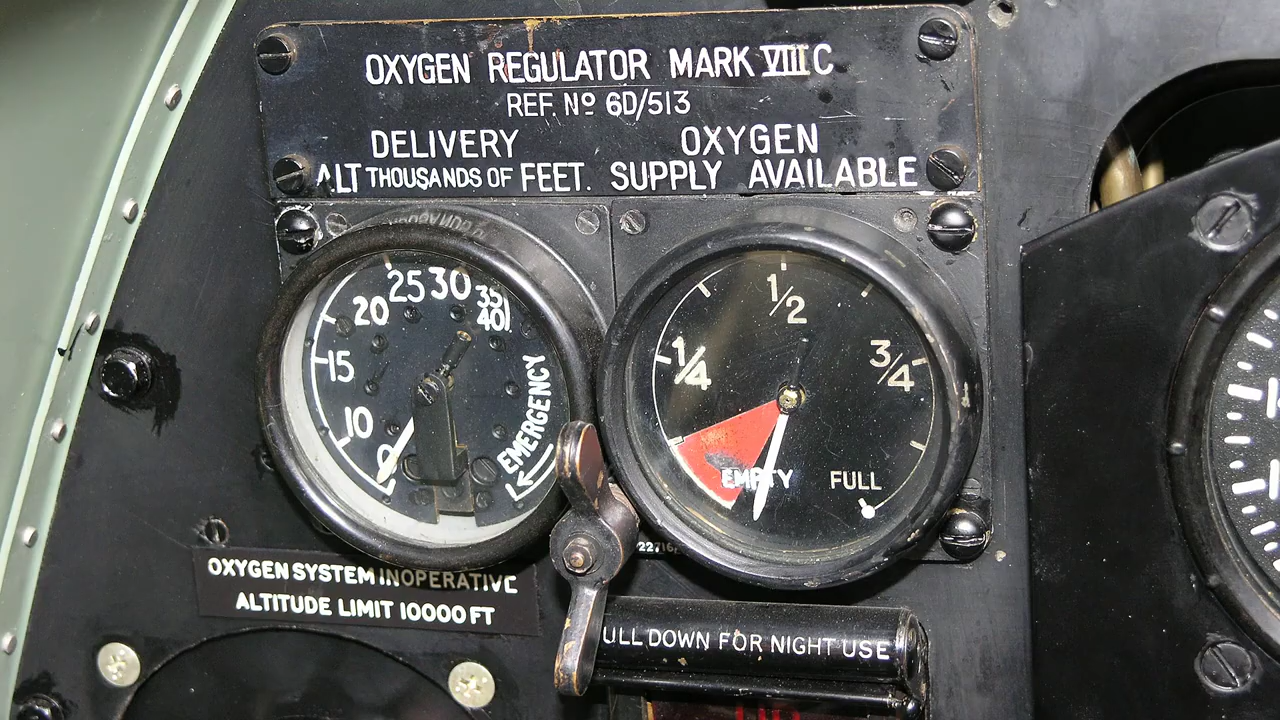 OXYGEN REGULATOR MARK VIII C
REF. Nº 6D/513
DELIVERY OXYGEN
ALT THOUSANDS OF FEET. SUPPLY AVAILABLE
0
10
15
20
25
30
35
40
EMERGENCY
1/4
1/2
3/4
EMPTY
FULL
OXYGEN SYSTEM INOPERATIVE
ALTITUDE LIMIT 10000 FT
ULL DOWN FOR NIGHT USE